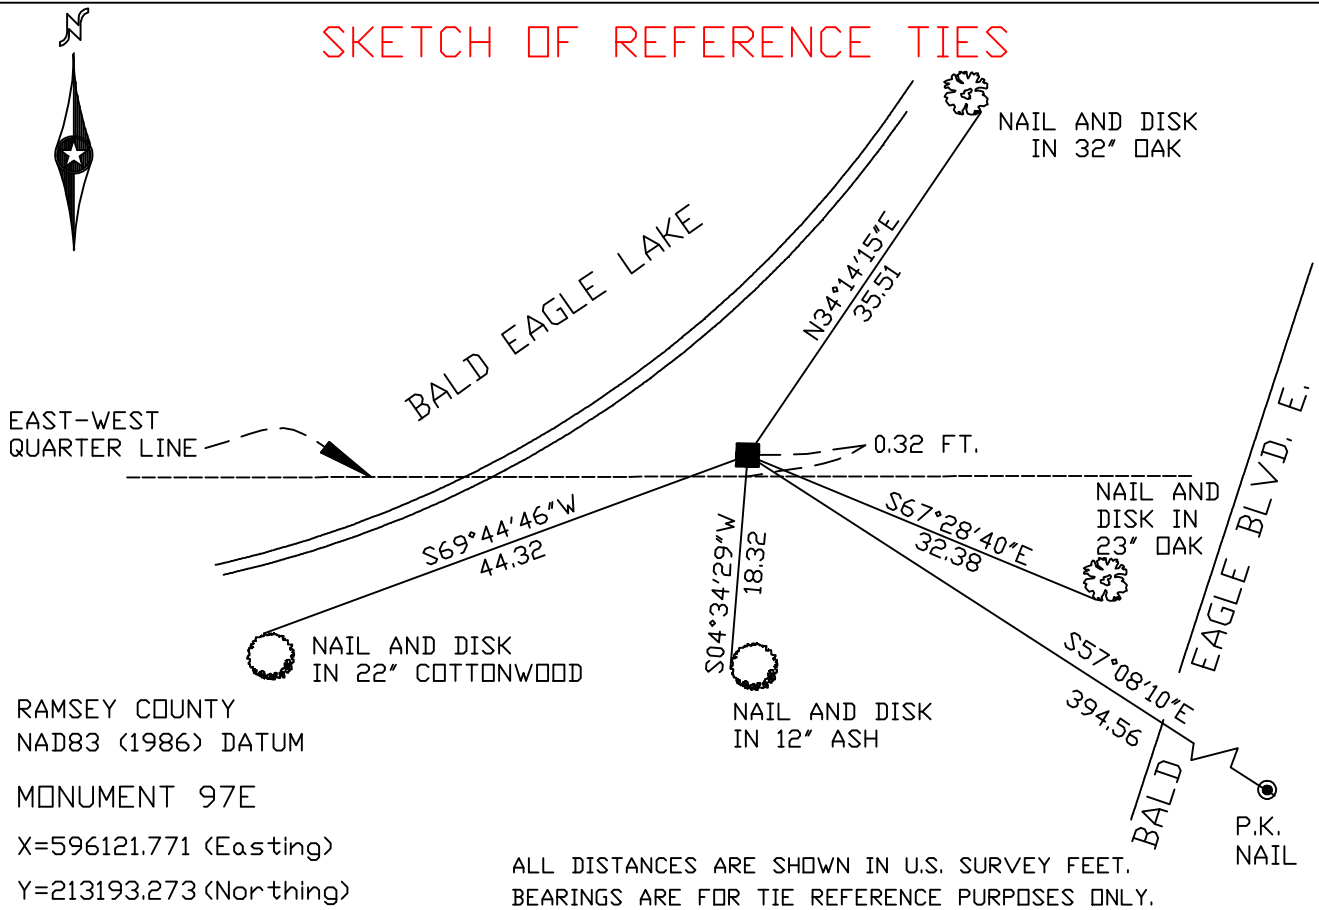 N
SKETCH OF REFERENCE TIES
NAIL AND DISK
IN 32" OAK
N34°14'15"E
35.51
BALD EAGLE LAKE
EAST-WEST
QUARTER LINE
0.32 FT.
S69°44'46"W
44.32
S04°34'29"W
18.32
S67°28'40"E
32.38
NAIL AND
DISK IN
23" OAK
BALD EAGLE BLVD. E.
S57°08'10"E
394.56
NAIL AND DISK
IN 22" COTTONWOOD
NAIL AND DISK
IN 12" ASH
P.K.
NAIL
RAMSEY COUNTY
NAD83 (1986) DATUM
MONUMENT 97E
X=596121.771 (Easting)
Y=213193.273 (Northing)
ALL DISTANCES ARE SHOWN IN U.S. SURVEY FEET.
BEARINGS ARE FOR TIE REFERENCE PURPOSES ONLY.